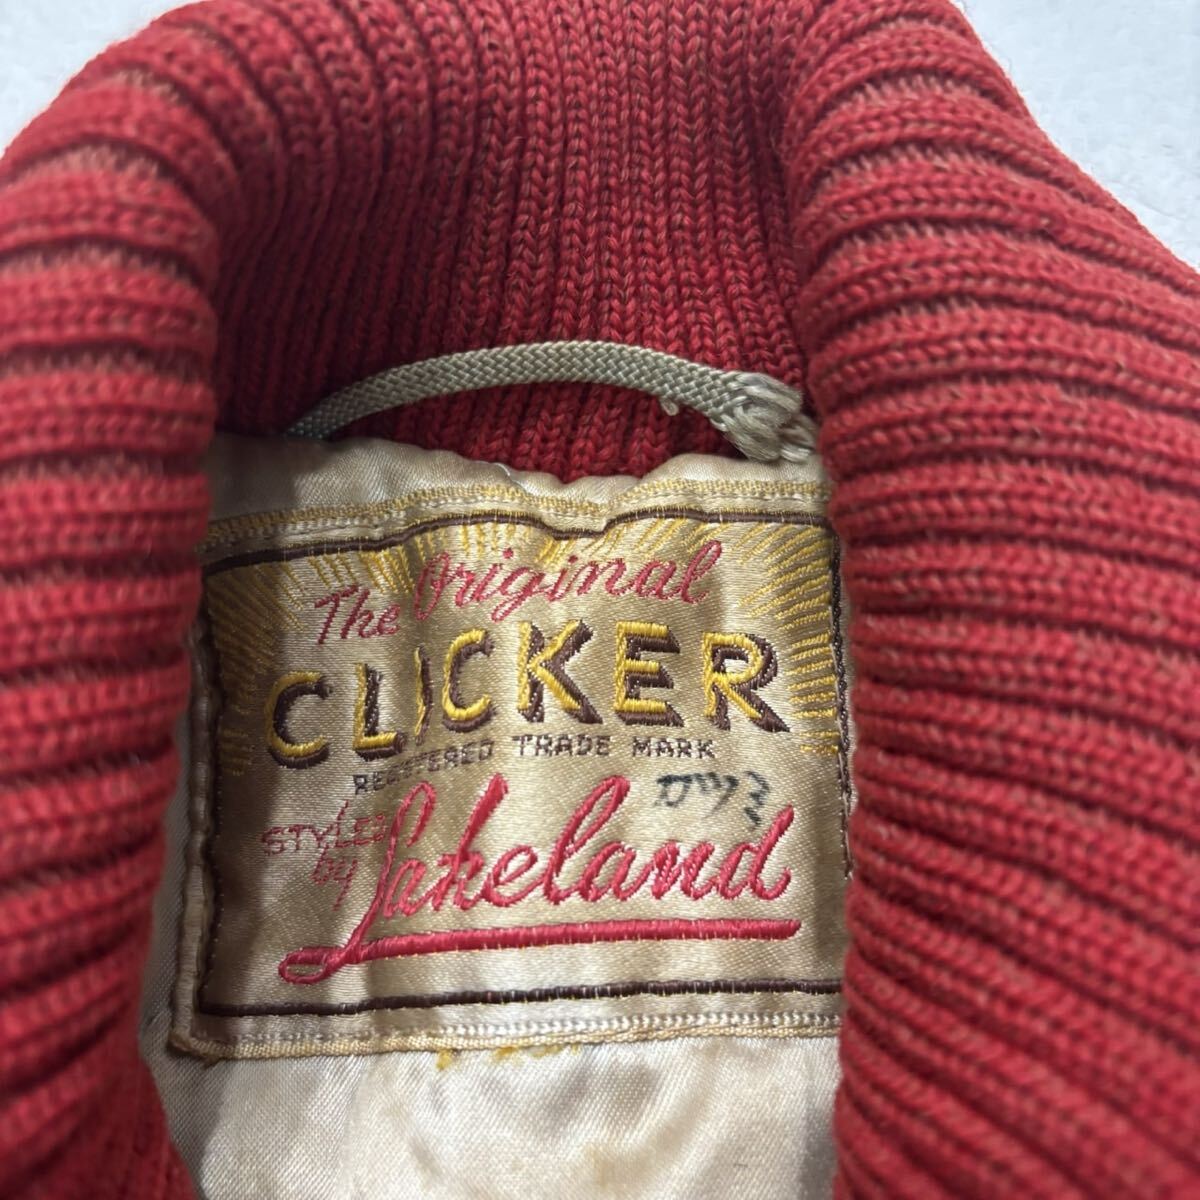 The Original
CLICKER
REGISTERED TRADE MARK
STYLED
by Lakeland